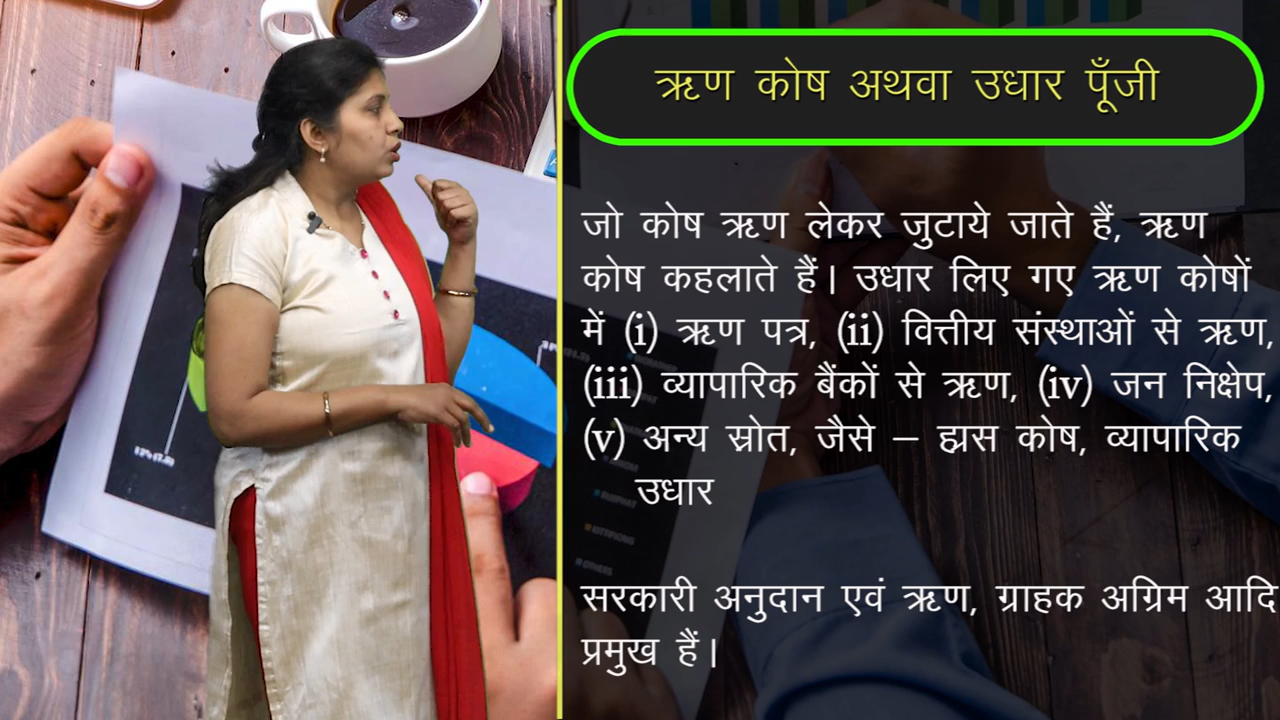 ऋण कोष अथवा उधार पूँजी
जो कोष ऋण लेकर जुटाये जाते हैं, ऋण
कोष कहलाते हैं। उधार लिए गए ऋण कोषों
में (i) ऋण पत्र, (ii) वित्तीय संस्थाओं से ऋण,
(iii) व्यापारिक बैंकों से ऋण, (iv) जन निक्षेप,
(v) अन्य स्रोत, जैसे – ह्रास कोष, व्यापारिक
उधार
सरकारी अनुदान एवं ऋण, ग्राहक अग्रिम आदि
प्रमुख हैं।